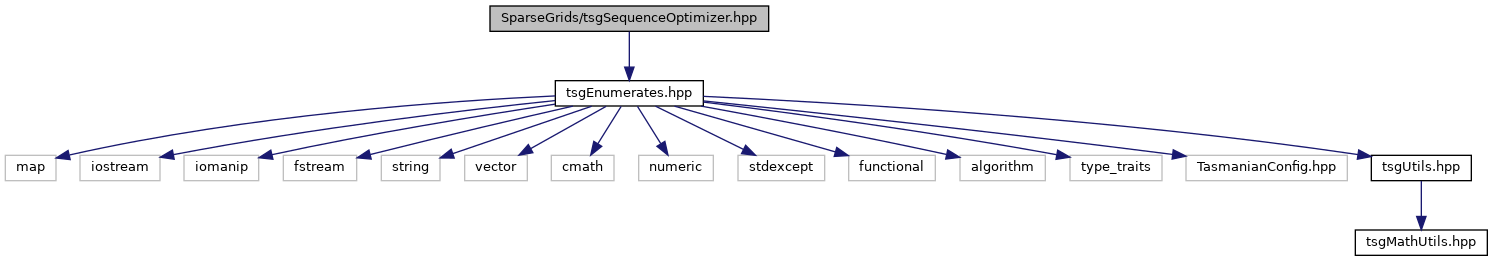 SparseGrids/tsgSequenceOptimizer.hpp
tsgEnumerates.hpp
map
iostream
iomanip
fstream
string
vector
cmath
numeric
stdexcept
functional
algorithm
type_traits
TasmanianConfig.hpp
tsgUtils.hpp
tsgMathUtils.hpp